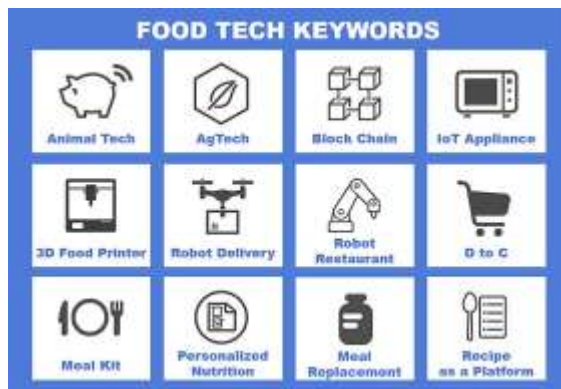 FOOD TECH KEYWORDS
Animal Tech
AgTech
Block Chain
IoT Appliance
3D Food Printer
Robot Delivery
Robot
Restaurant
D to C
Meal Kit
Personalized
Nutrition
Meal
Replacement
Recipe
as a Platform